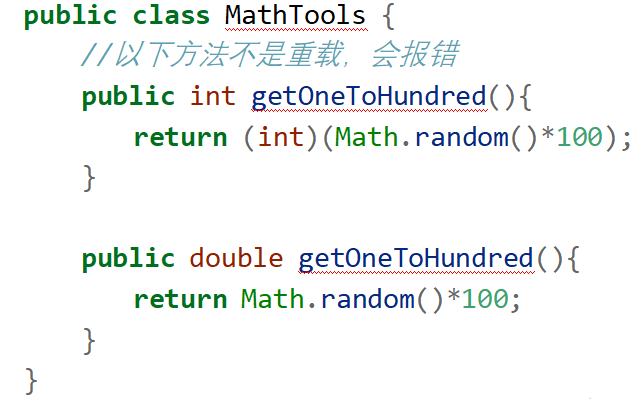 public class MathTools {
//以下方法不是重载，会报错
public int getOneToHundred(){
return (int)(Math.random()*100);
}
public double getOneToHundred(){
return Math.random()*100;
}
}